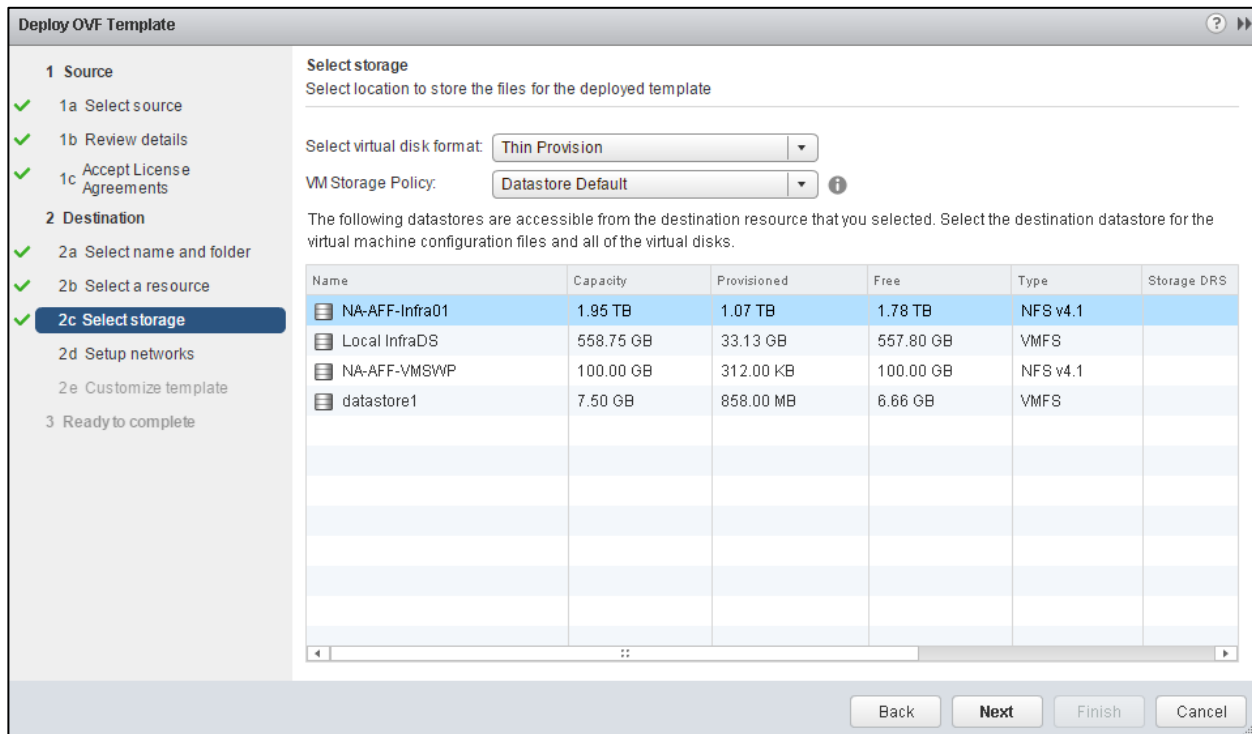 Deploy OVF Template
?
1 Source
1a Select source
1b Review details
1c Accept License
Agreements
2 Destination
2a Select name and folder
2b Select a resource
2c Select storage
2d Setup networks
2e Customize template
3 Ready to complete
Select storage
Select location to store the files for the deployed template
Select virtual disk format: Thin Provision
VM Storage Policy: Datastore Default
The following datastores are accessible from the destination resource that you selected. Select the destination datastore for the
virtual machine configuration files and all of the virtual disks.
Name Capacity Provisioned Free Type Storage DRS
NA-AFF-Infra01 1.95 TB 1.07 TB 1.78 TB NFS v4.1
Local InfraDS 558.75 GB 33.13 GB 557.80 GB VMFS
NA-AFF-VMSWP 100.00 GB 312.00 KB 100.00 GB NFS v4.1
datastore1 7.50 GB 858.00 MB 6.66 GB VMFS
Back Next Finish Cancel